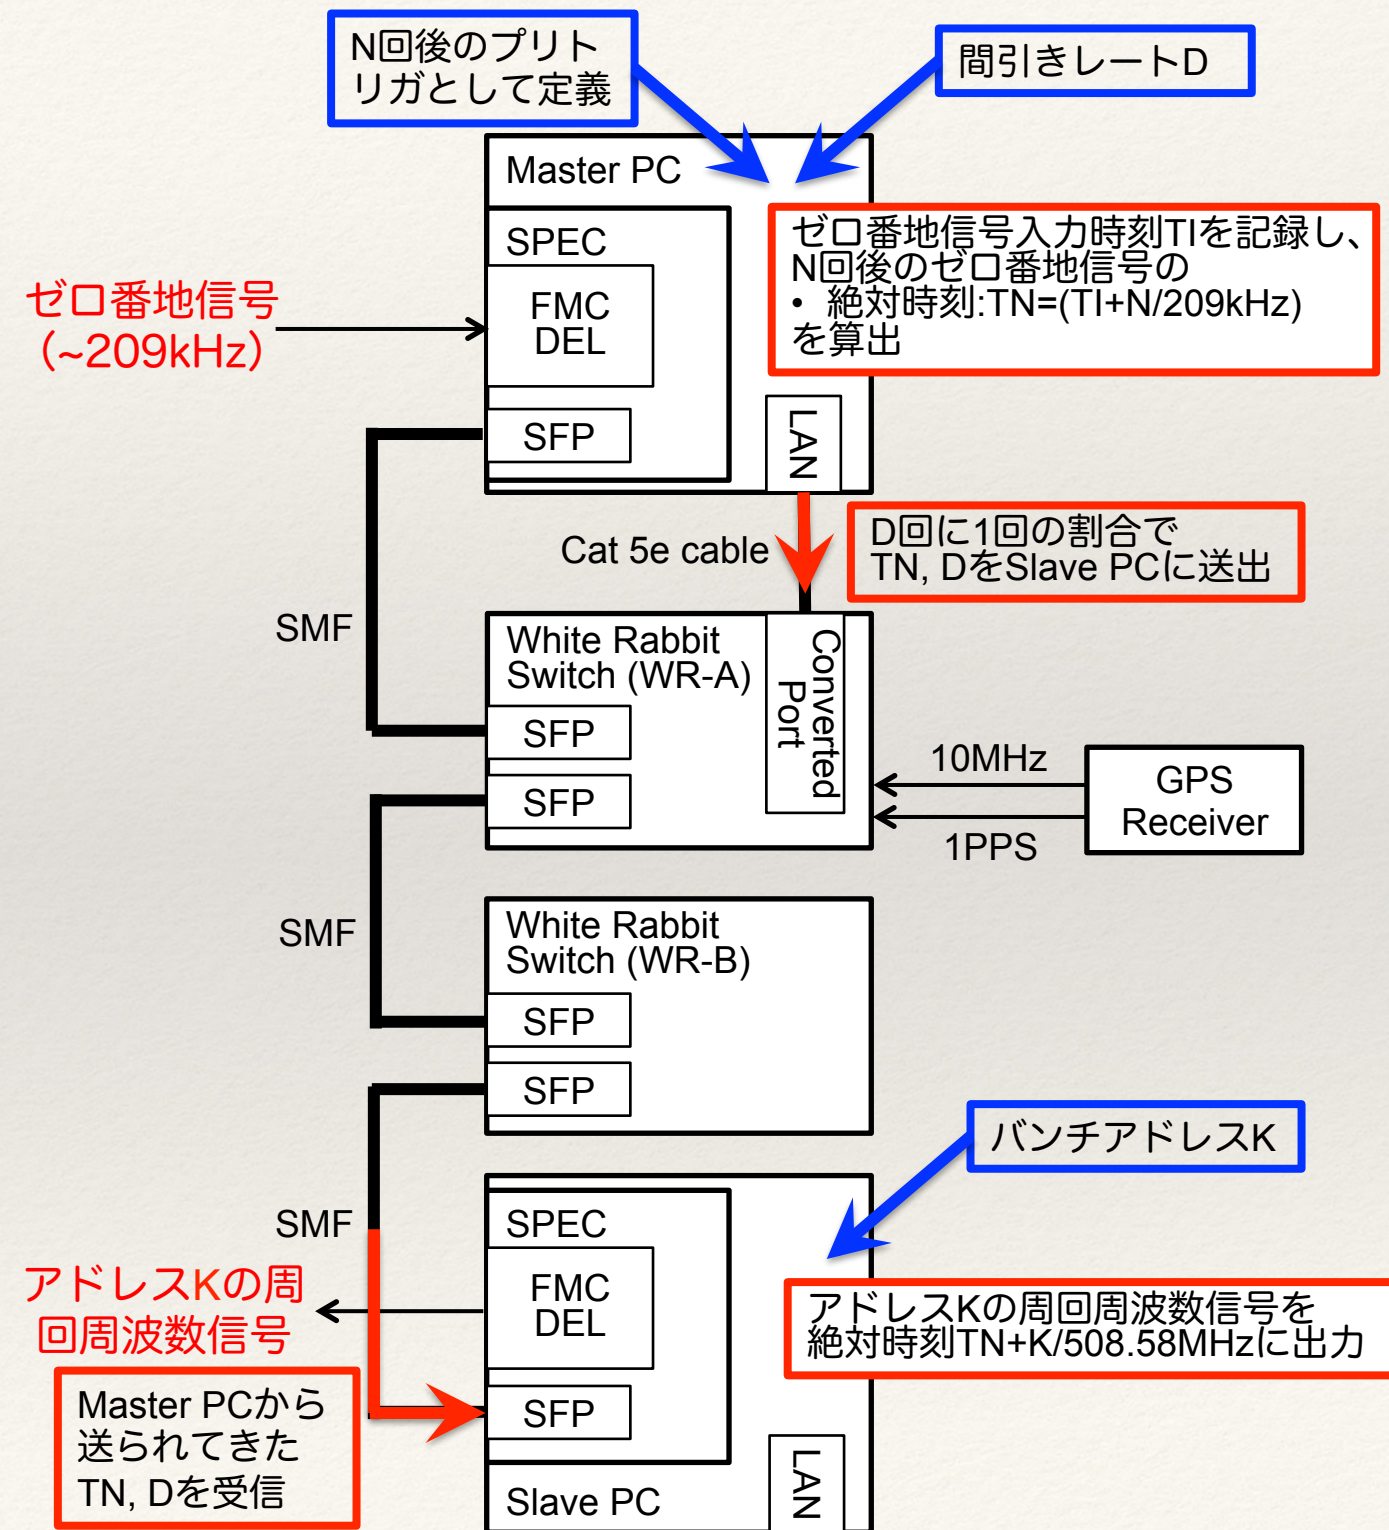 N回後のプリト
リガとして定義
間引きレートD
Master PC
SPEC
FMC
DEL
SFP
LAN
ゼロ番地信号
(~209kHz)
ゼロ番地信号入力時刻TIを記録し、
N回後のゼロ番地信号の
• 絶対時刻:TN=(TI+N/209kHz)
を算出
Cat 5e cable
D回に1回の割合で
TN, DをSlave PCに送出
SMF
White Rabbit
Switch (WR-A)
SFP
SFP
Converted
Port
10MHz
1PPS
GPS
Receiver
SMF
White Rabbit
Switch (WR-B)
SFP
SFP
バンチアドレスK
SMF
SPEC
FMC
DEL
SFP
アドレスKの周
回周波数信号
アドレスKの周回周波数信号を
絶対時刻TN+K/508.58MHzに出力
Master PCから
送られてきた
TN, Dを受信
Slave PC
LAN